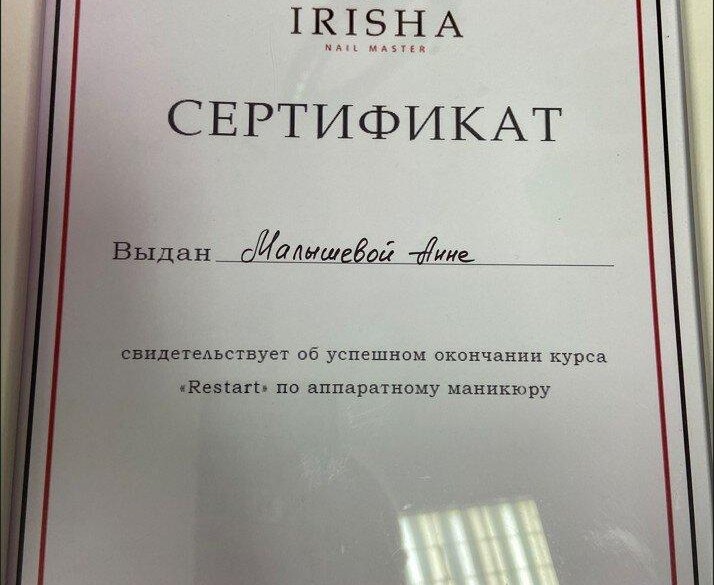 IRISHA
NAIL MASTER
СЕРТИФИКАТ
Выдан Малышевой Анне
свидетельствует об успешном окончании курса
«Restart» по аппаратному маникюру